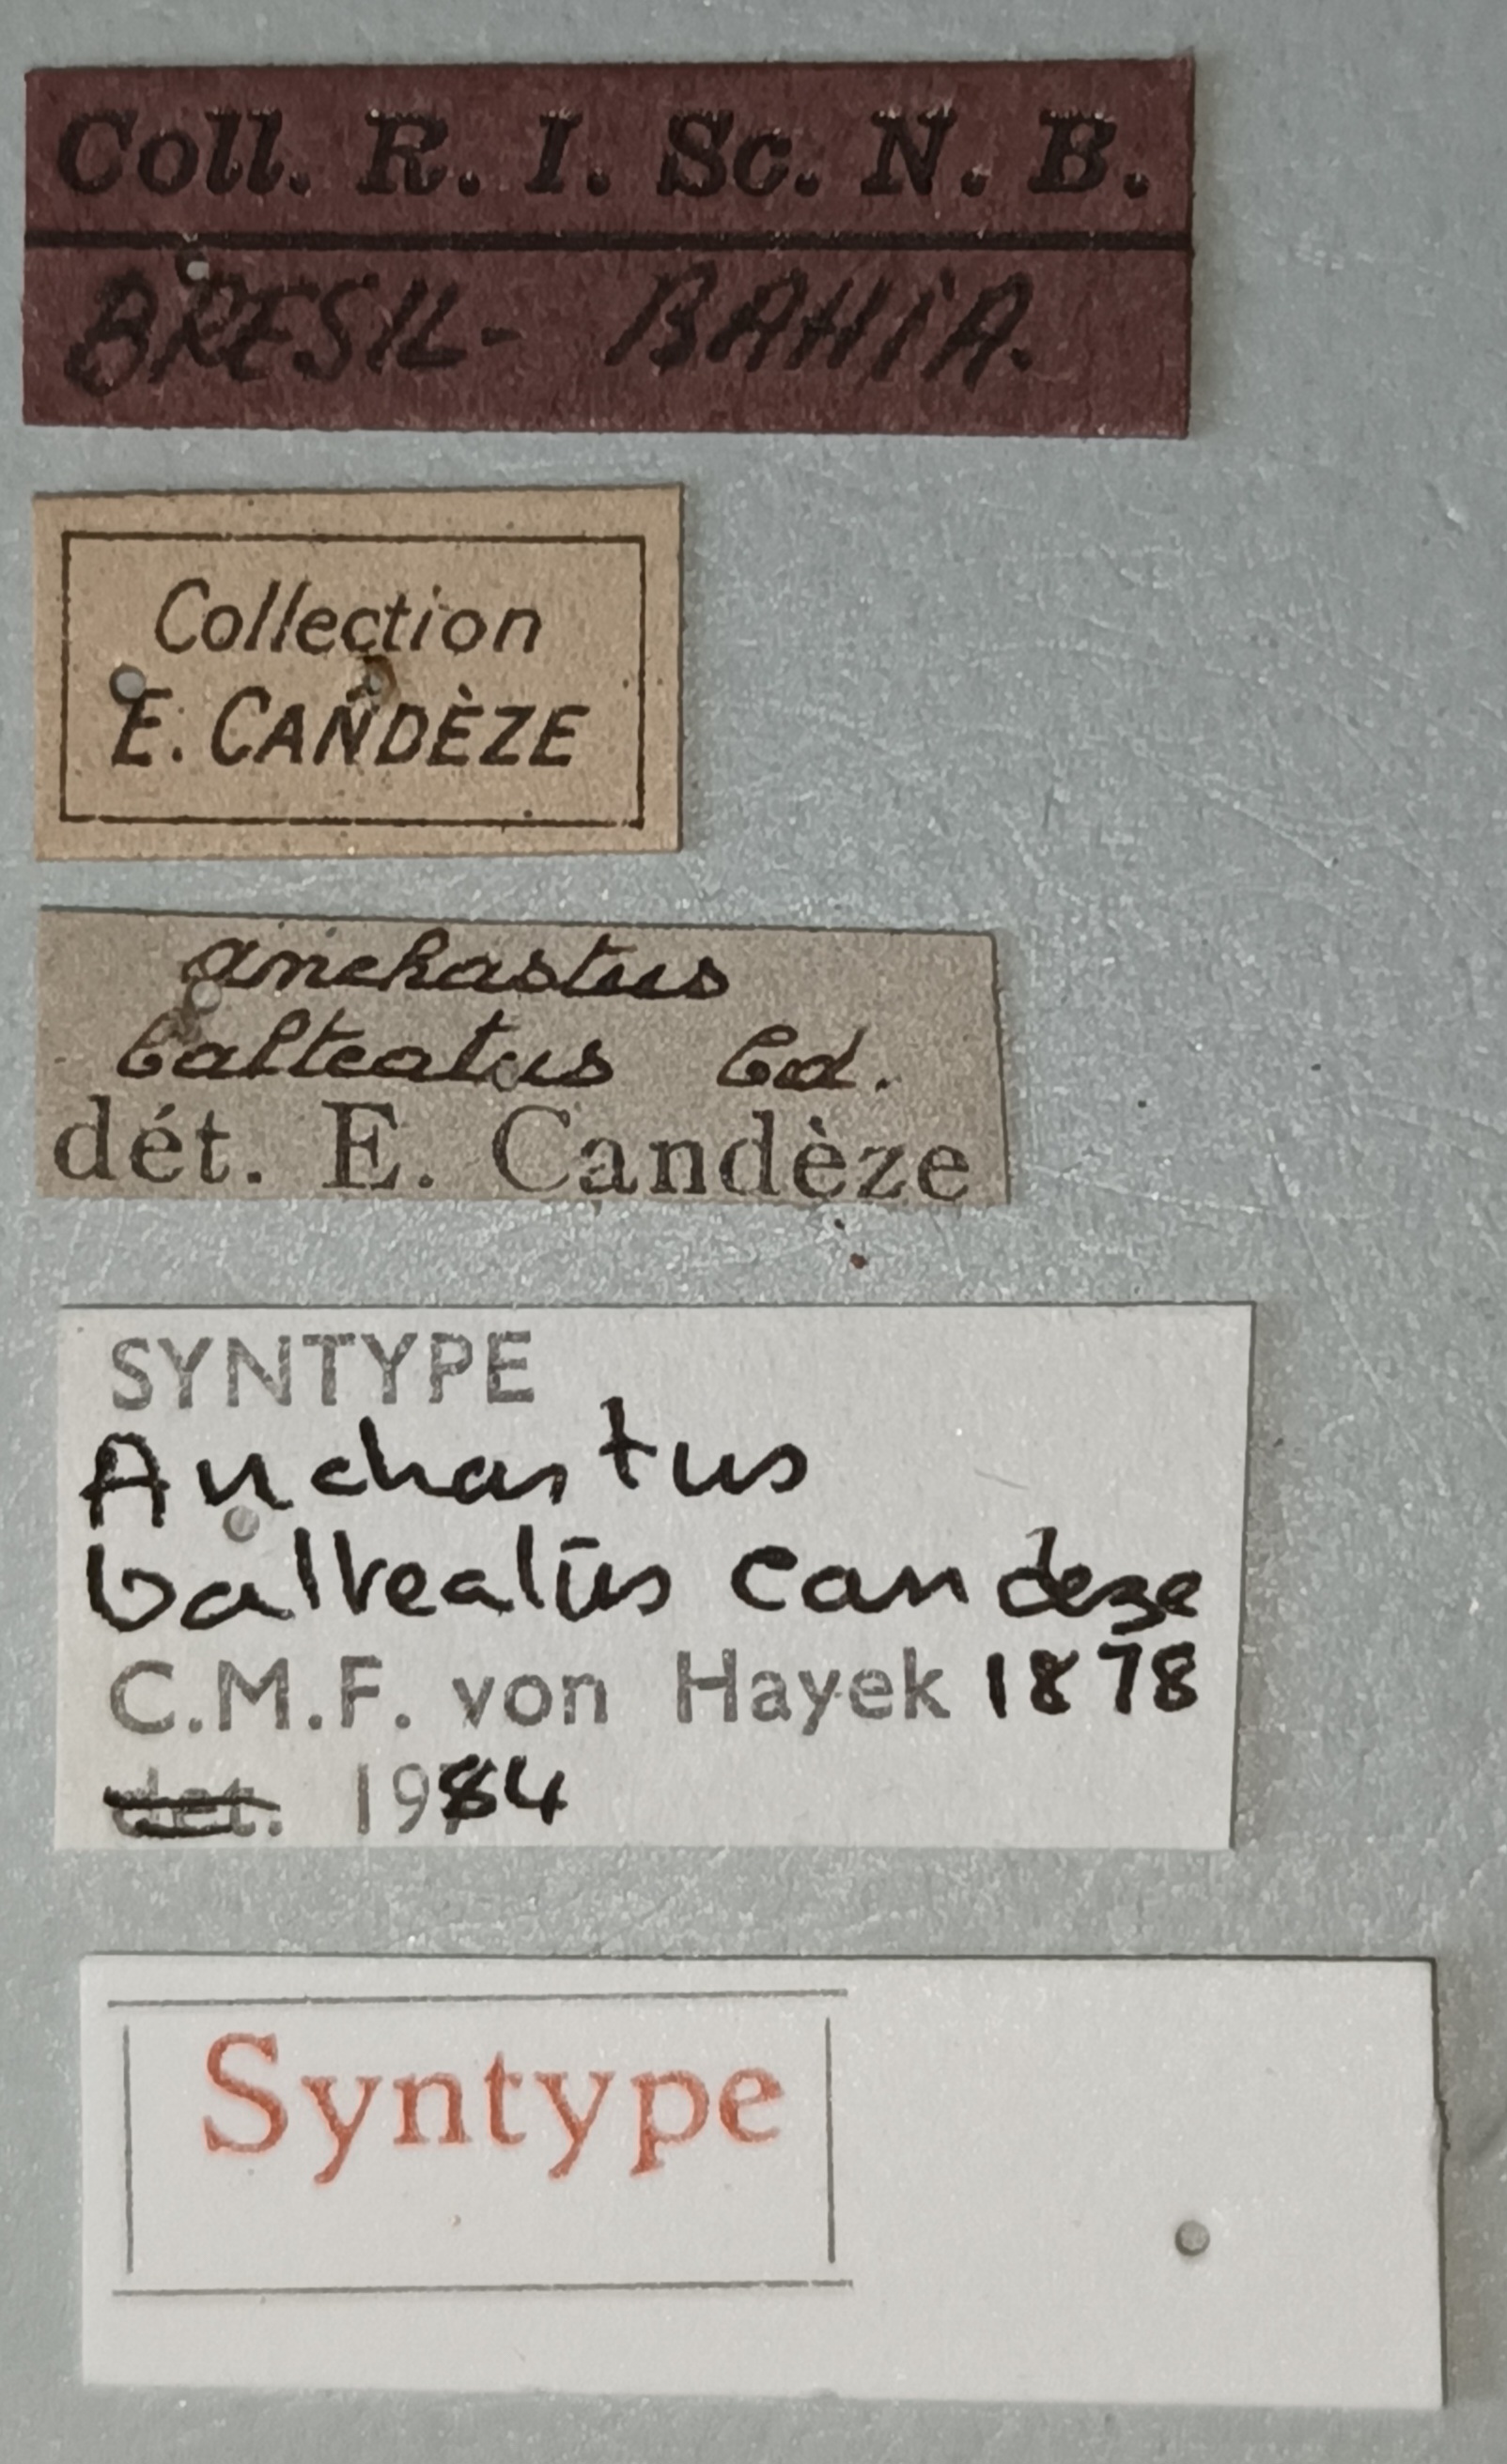 Coll. R. I. Sc. N. B.
BRESIL - BAHIA.
Collection
E. CANDÈZE
anchastus
balteatus Cd.
dét. E. Candèze
SYNTYPE
Anchastus
balteatus candeze
C.M.F. von Hayek 1878
det. 1984
Syntype